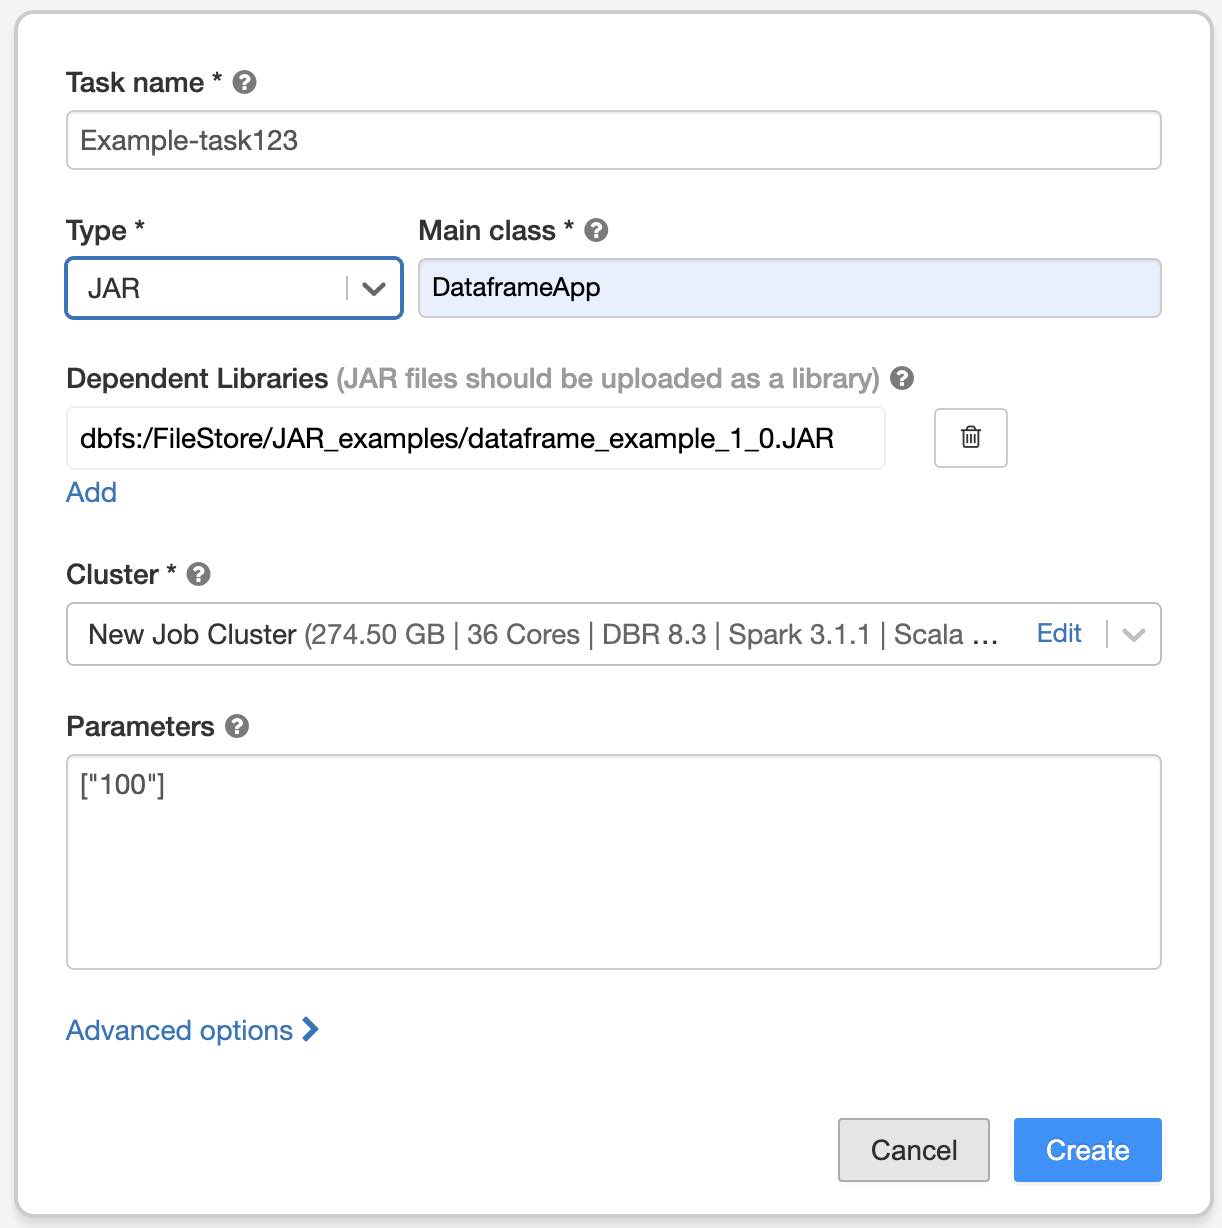 Task name *
Example-task123
Type * Main class *
JAR DataframeApp
Dependent Libraries (JAR files should be uploaded as a library)
dbfs:/FileStore/JAR_examples/dataframe_example_1_0.JAR
Add
Cluster *
New Job Cluster (274.50 GB | 36 Cores | DBR 8.3 | Spark 3.1.1 | Scala ... Edit
Parameters
["100"]
Advanced options
Cancel Create